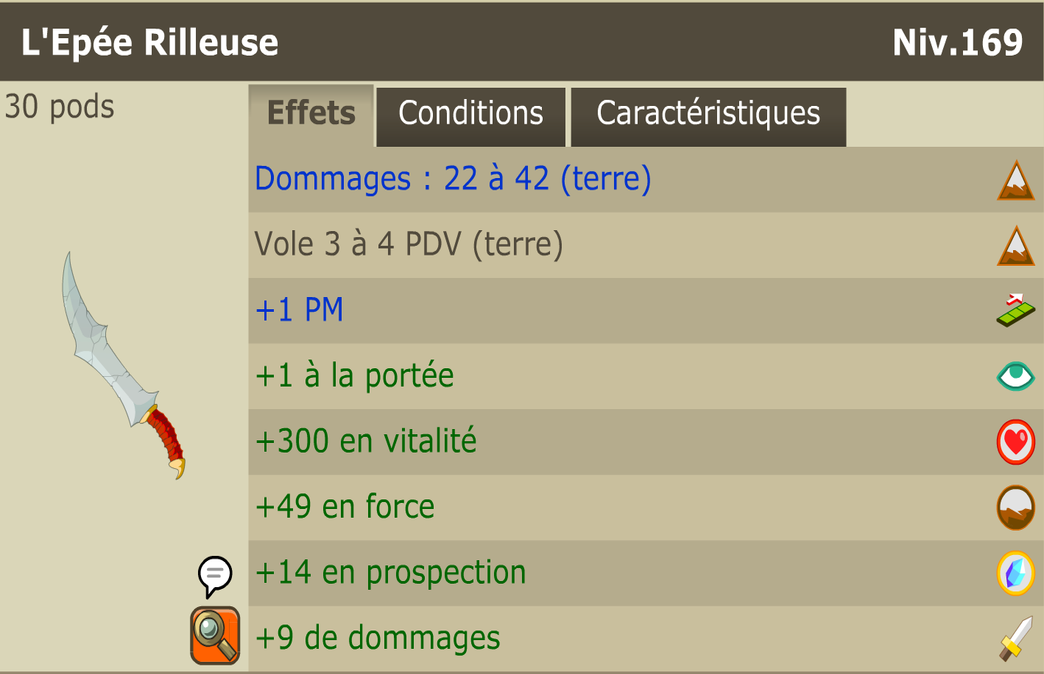 L'Epée Rilleuse
Niv.169
30 pods
Effets
Conditions
Caractéristiques
Dommages : 22 à 42 (terre)
Vole 3 à 4 PDV (terre)
+1 PM
+1 à la portée
+300 en vitalité
+49 en force
+14 en prospection
+9 de dommages